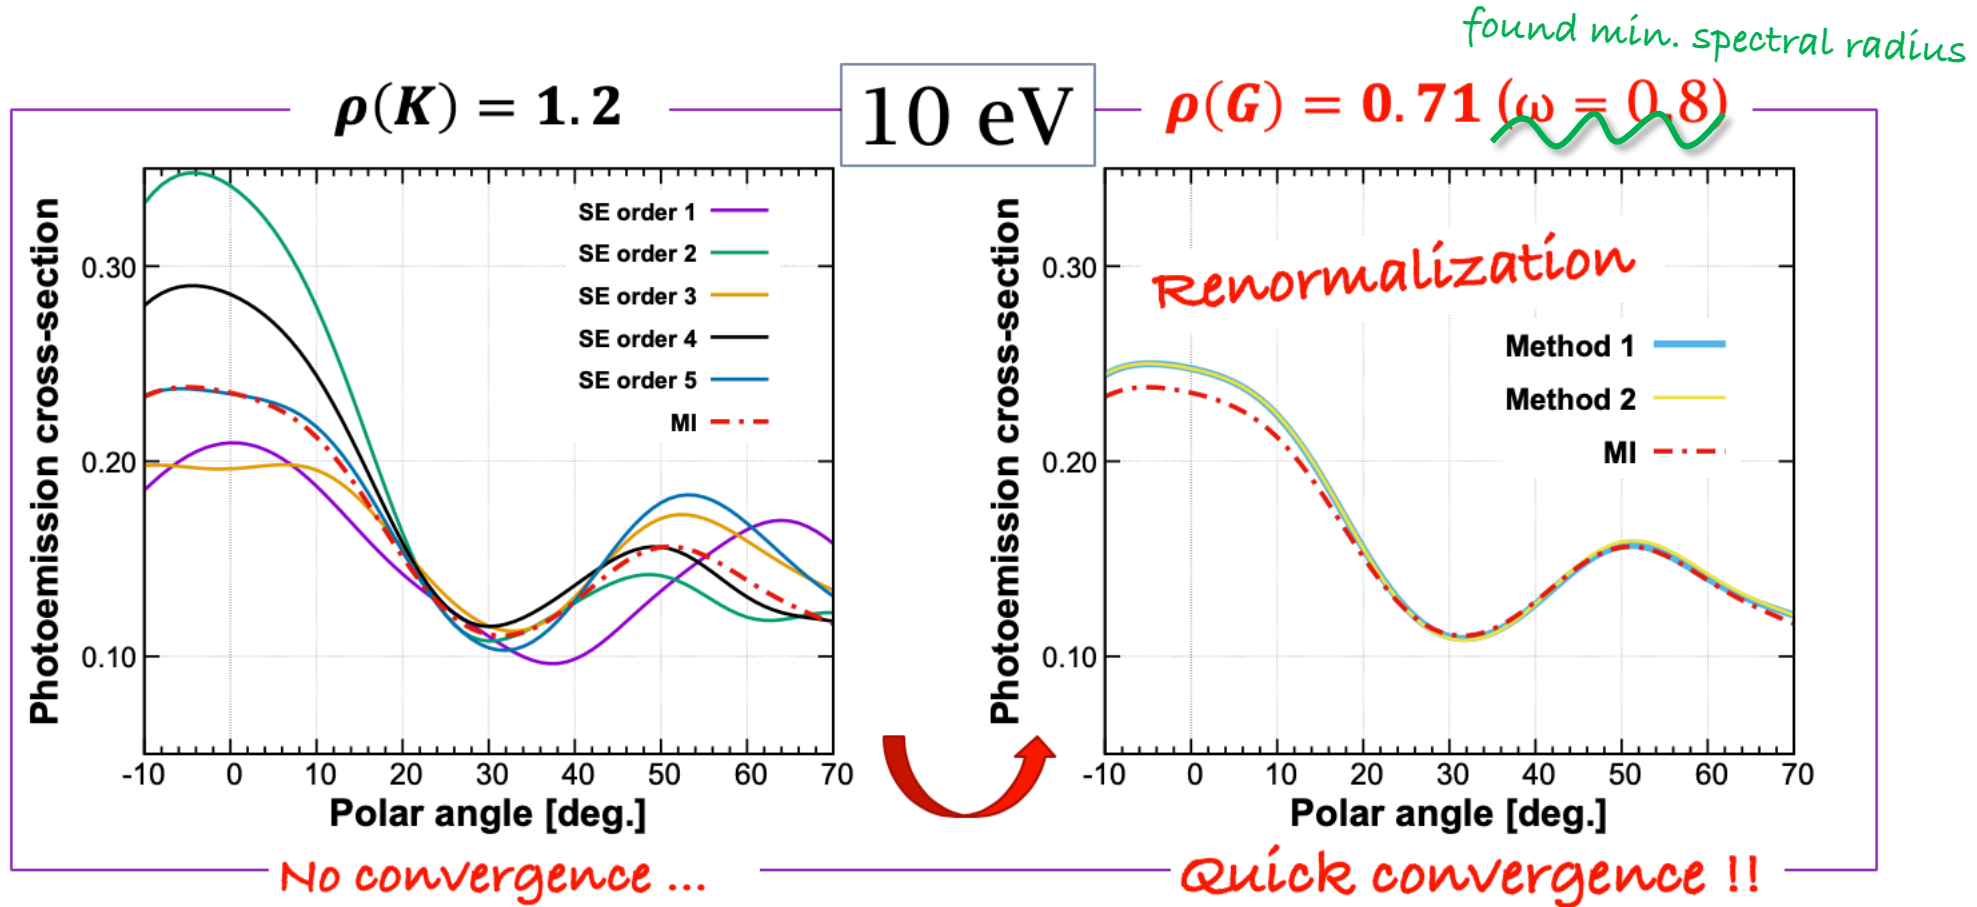 found min. spectral radius
ρ(K) = 1.2
10 eV
ρ(G) = 0.71 (ω = 0.8)
Photoemission cross-section
0.30
0.20
0.10
SE order 1
SE order 2
SE order 3
SE order 4
SE order 5
MI
-10 0 10 20 30 40 50 60 70
Polar angle [deg.]
No convergence ...
Photoemission cross-section
0.30
0.20
0.10
Renormalization
Method 1
Method 2
MI
-10 0 10 20 30 40 50 60 70
Polar angle [deg.]
Quick convergence !!